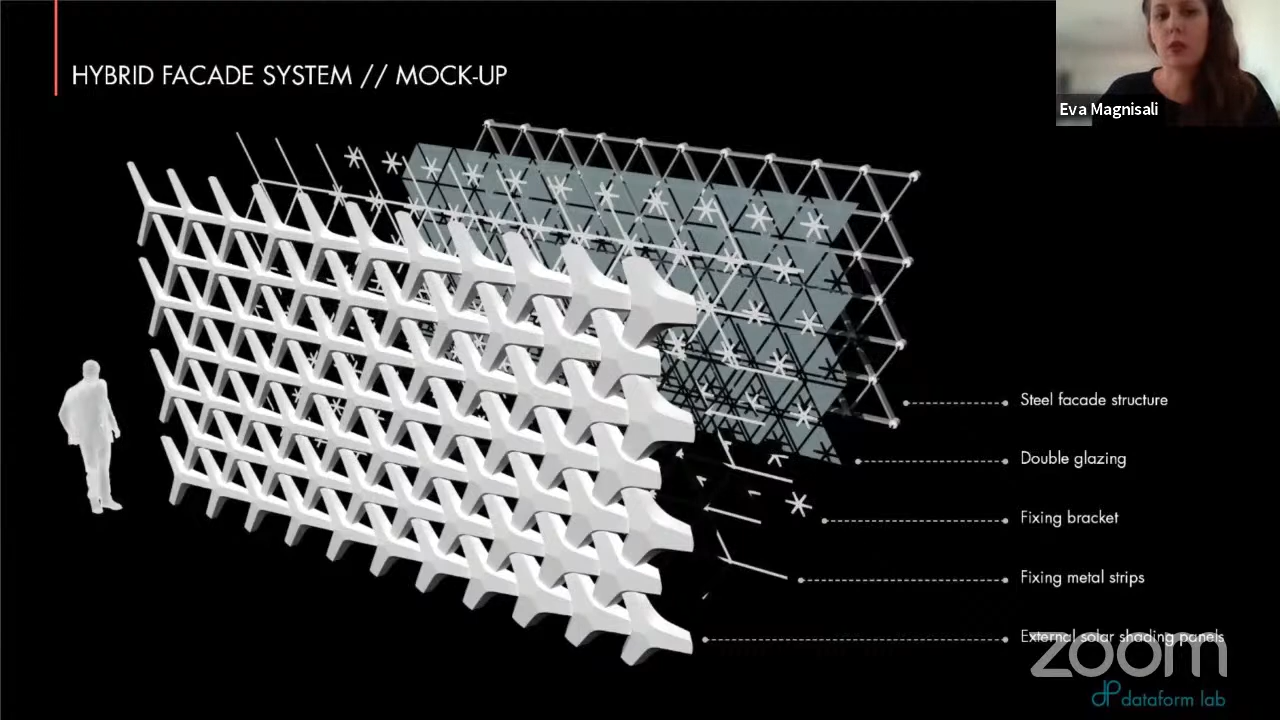 HYBRID FACADE SYSTEM // MOCK-UP
Eva Magnisali
Steel facade structure
Double glazing
Fixing bracket
Fixing metal strips
External solar shading panels
zoom
dataform lab